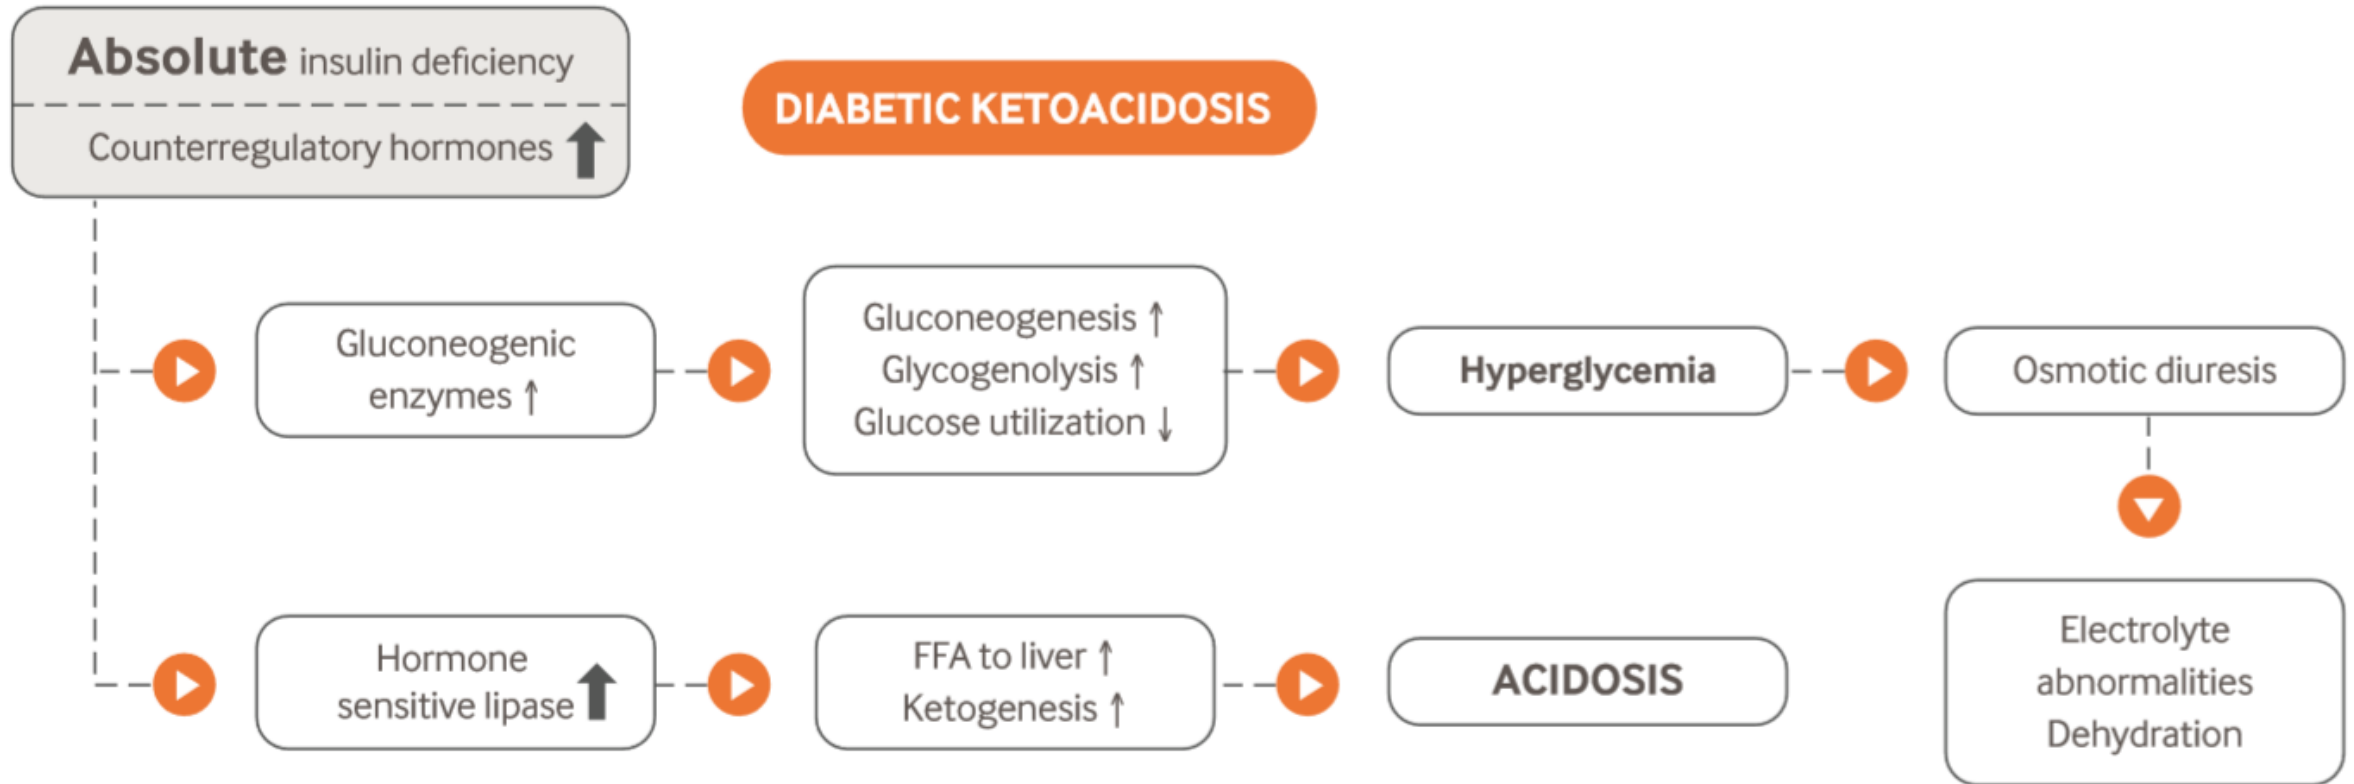 Absolute insulin deficiency
Counterregulatory hormones ↑
DIABETIC KETOACIDOSIS
Gluconeogenic
enzymes ↑
Gluconeogenesis ↑
Glycogenolysis ↑
Glucose utilization ↓
Hyperglycemia
Osmotic diuresis
Hormone
sensitive lipase ↑
FFA to liver ↑
Ketogenesis ↑
ACIDOSIS
Electrolyte
abnormalities
Dehydration